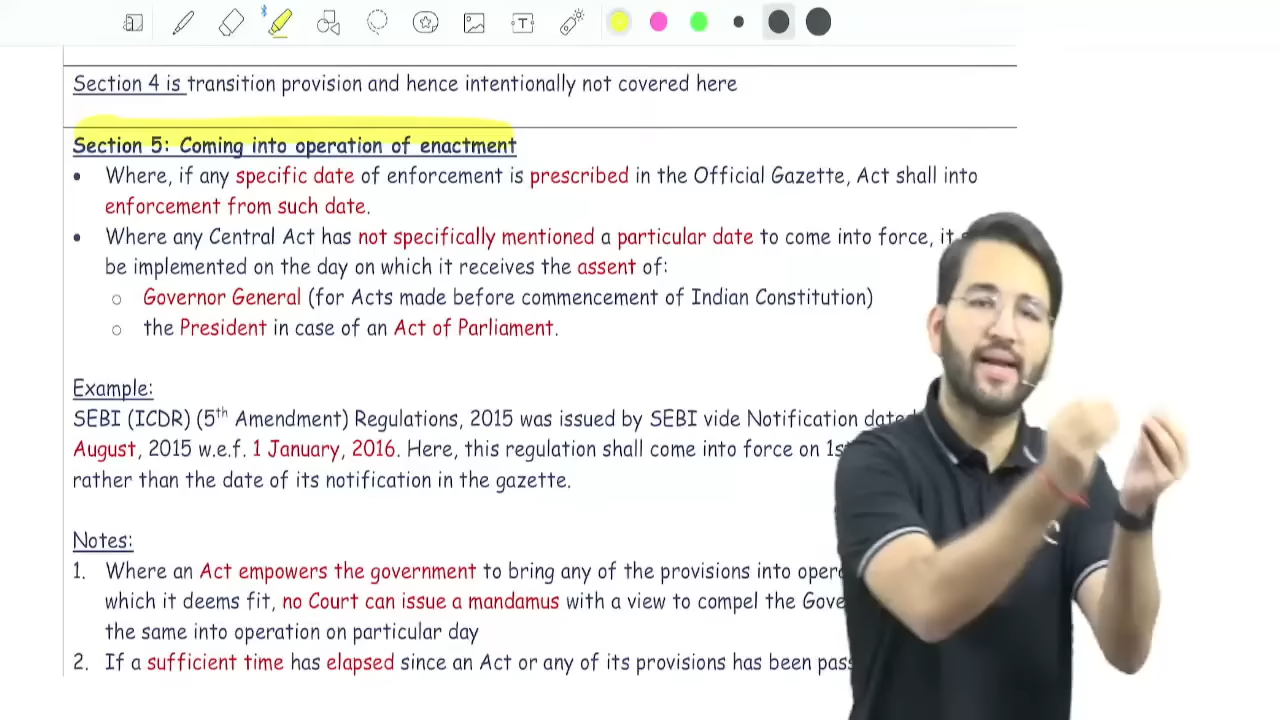 Section 4 is transition provision and hence intentionally not covered here
Section 5: Coming into operation of enactment
• Where, if any specific date of enforcement is prescribed in the Official Gazette, Act shall into
enforcement from such date.
• Where any Central Act has not specifically mentioned a particular date to come into force, it
be implemented on the day on which it receives the assent of:
○ Governor General (for Acts made before commencement of Indian Constitution)
○ the President in case of an Act of Parliament.
Example:
SEBI (ICDR) (5th Amendment) Regulations, 2015 was issued by SEBI vide Notification dated
August, 2015 w.e.f. 1 January, 2016. Here, this regulation shall come into force on 1st
rather than the date of its notification in the gazette.
Notes:
1. Where an Act empowers the government to bring any of the provisions into
which it deems fit, no Court can issue a mandamus with a view to compel the
the same into operation on particular day
2. If a sufficient time has elapsed since an Act or any of its provisions has been